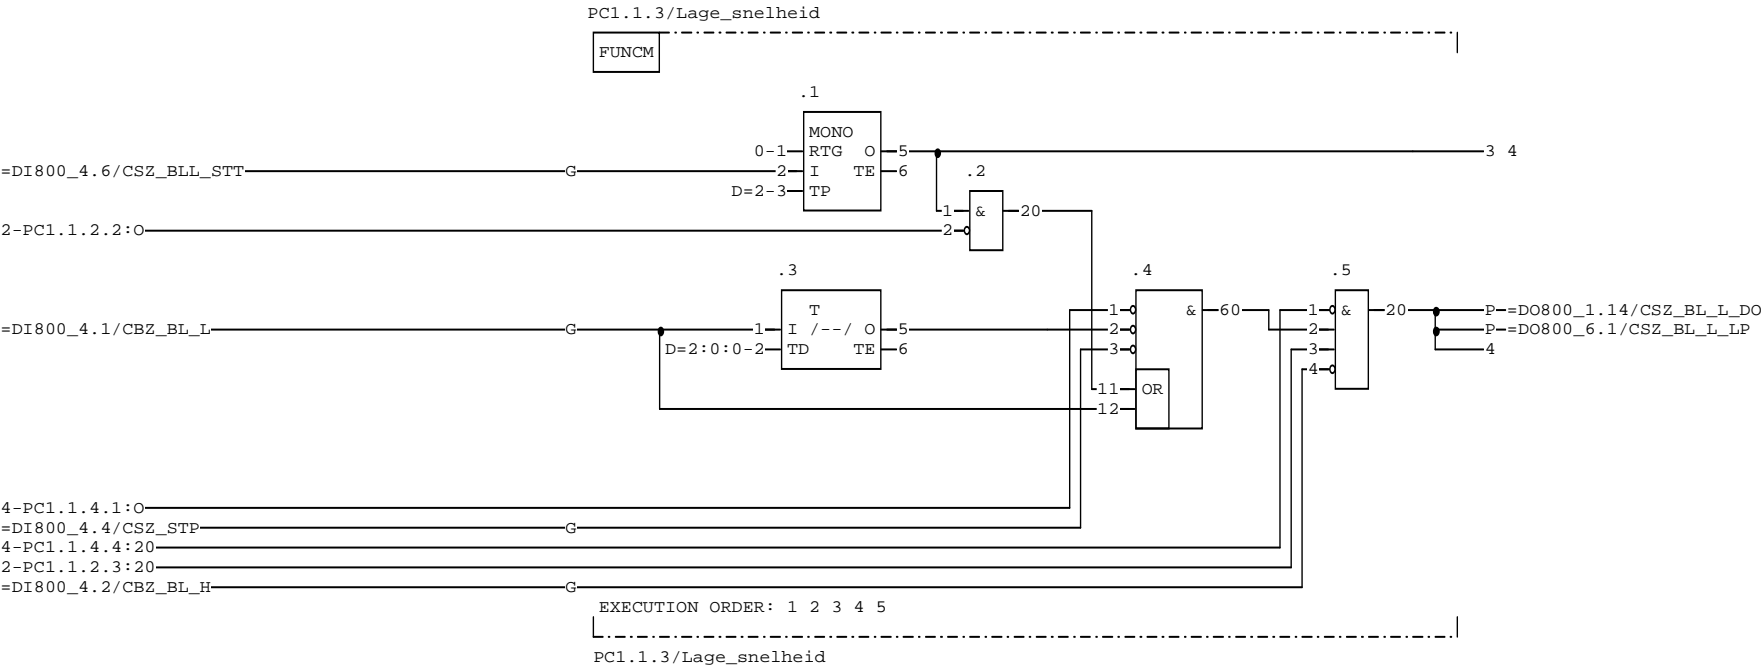 PC1.1.3/Lage_snelheid
FUNCM
.1
MONO
0-1 RTG O 5 3 4
=DI800_4.6/CSZ_BLL_STT G 2 I TE 6 .2
D=2-3 TP
1 & 20
2-PC1.1.2.2:O 2
.3 .4 .5
T 1 & 60 1 & 20 P =DO800_1.14/CSZ_BL_L_DO
=DI800_4.1/CBZ_BL_L G 1 I /--/ O 5 2 2 P =DO800_6.1/CSZ_BL_L_LP
D=2:0:0-2 TD TE 6 3 3 4
4
11 OR
12
4-PC1.1.4.1:O
=DI800_4.4/CSZ_STP G
4-PC1.1.4.4:20
2-PC1.1.2.3:20
=DI800_4.2/CBZ_BL_H G
EXECUTION ORDER: 1 2 3 4 5
PC1.1.3/Lage_snelheid